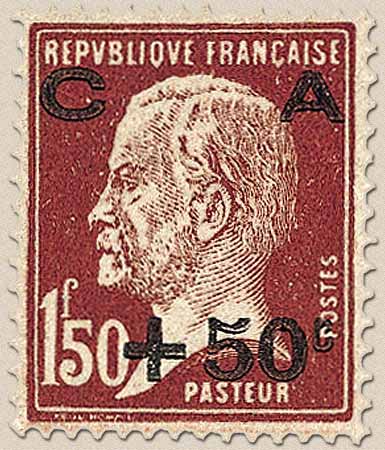 REPVBLIQVE FRANÇAISE
C A
POSTES
1f50 + 50c
PASTEUR